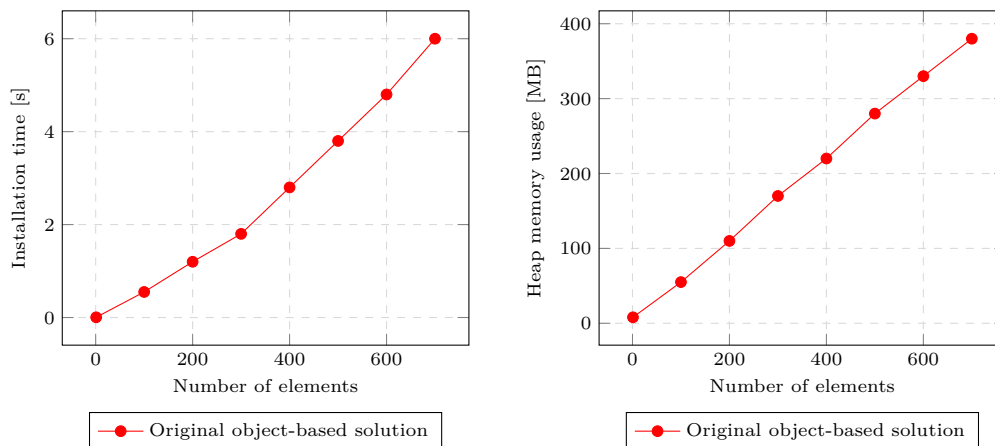 6
4
2
0
Installation time [s]
0 200 400 600
Number of elements
Original object-based solution
400
300
200
100
0
Heap memory usage [MB]
0 200 400 600
Number of elements
Original object-based solution